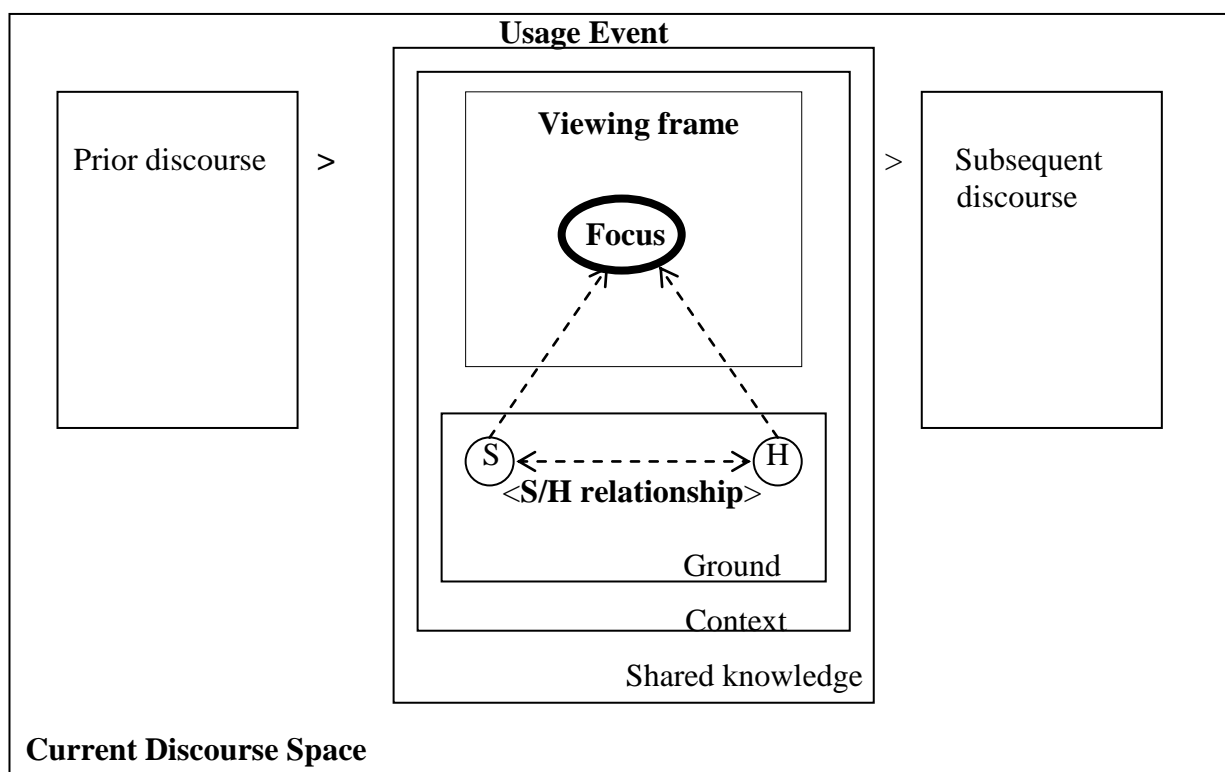 Usage Event
Viewing frame
Prior discourse
>
>
Subsequent
discourse
Focus
S
H
<S/H relationship>
Ground
Context
Shared knowledge
Current Discourse Space